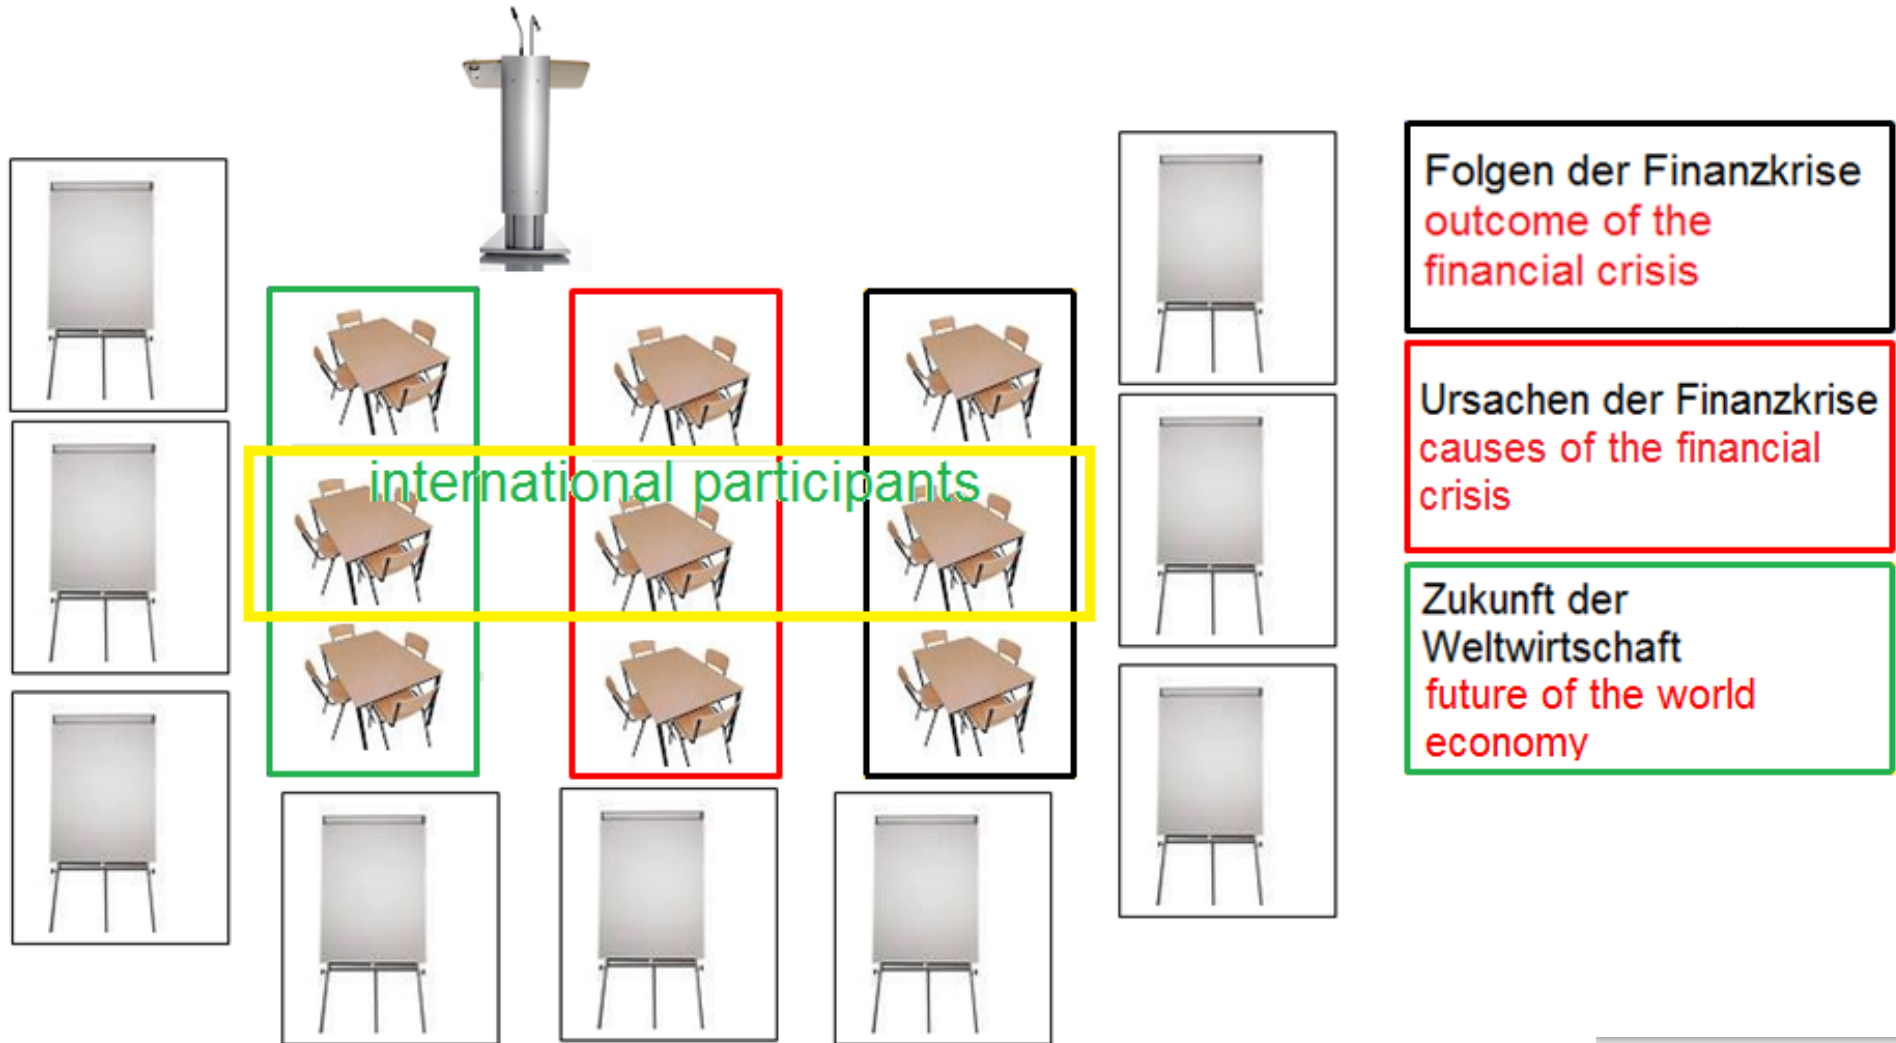 international participants
Folgen der Finanzkrise
outcome of the
financial crisis
Ursachen der Finanzkrise
causes of the financial
crisis
Zukunft der
Weltwirtschaft
future of the world
economy